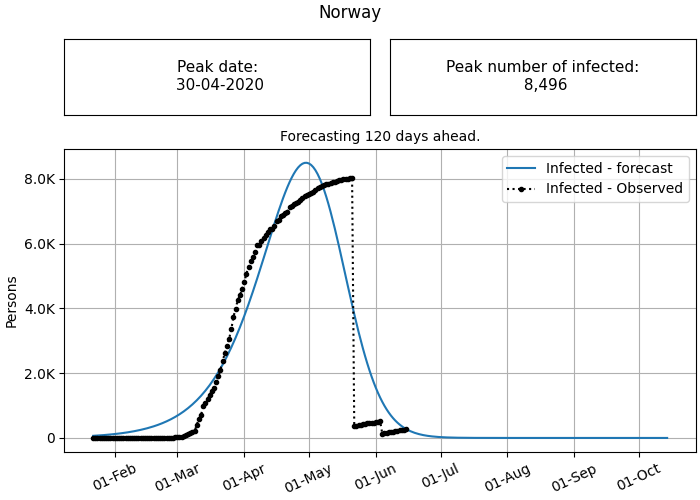 Norway
Peak date:
30-04-2020
Peak number of infected:
8,496
Forecasting 120 days ahead.
Infected - forecast
Infected - Observed
8.0K
6.0K
4.0K
2.0K
0
Persons
01-Feb
01-Mar
01-Apr
01-May
01-Jun
01-Jul
01-Aug
01-Sep
01-Oct